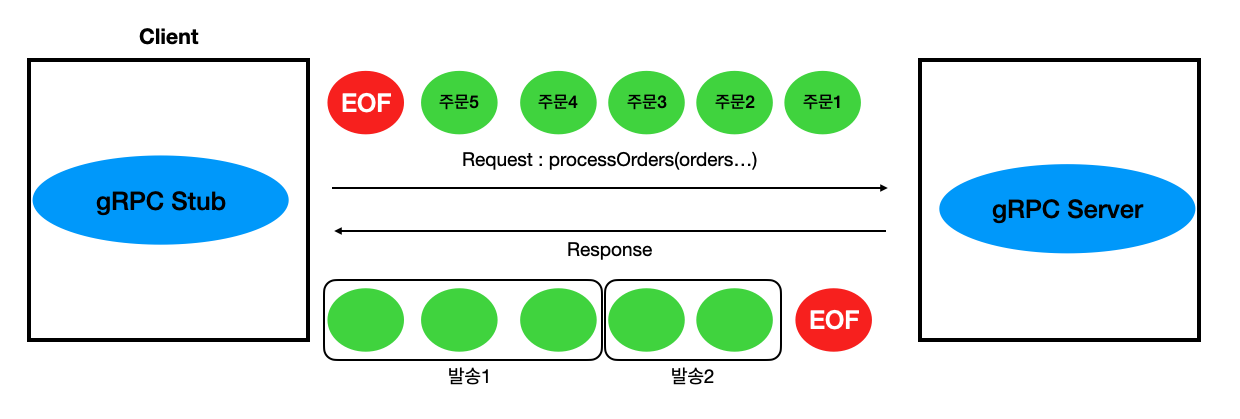 Client
EOF
주문5
주문4
주문3
주문2
주문1
Request : processOrders(orders...)
gRPC Stub
gRPC Server
Response
EOF
발송1
발송2